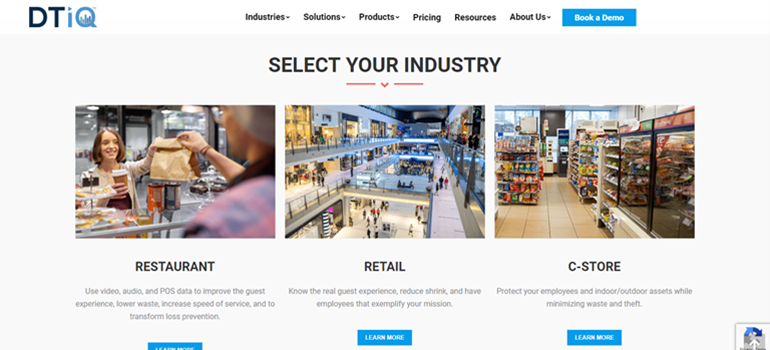 DTiQ
Industries Solutions Products Pricing Resources About Us Book a Demo
SELECT YOUR INDUSTRY
RESTAURANT
Use video, audio, and POS data to improve the guest
experience, lower waste, increase speed of service, and to
transform loss prevention.
LEARN MORE
RETAIL
Know the real guest experience, reduce shrink, and have
employees that exemplify your mission.
LEARN MORE
C-STORE
Protect your employees and indoor/outdoor assets while
minimizing waste and theft.
LEARN MORE